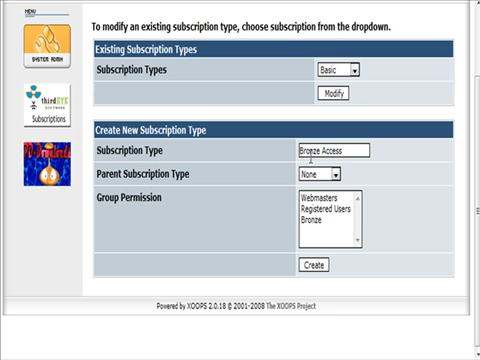 MENU
To modify an existing subscription type, choose subscription from the dropdown.
SYSTEM ADMIN
Existing Subscription Types
Subscription Types
Basic
Modify
thirdEYE
SOFTWARE
Subscriptions
Create New Subscription Type
Subscription Type
Bronze Access
Parent Subscription Type
None
Group Permission
Webmasters
Registered Users
Bronze
Create
Powered by XOOPS 2.0.18 © 2001-2008 The XOOPS Project